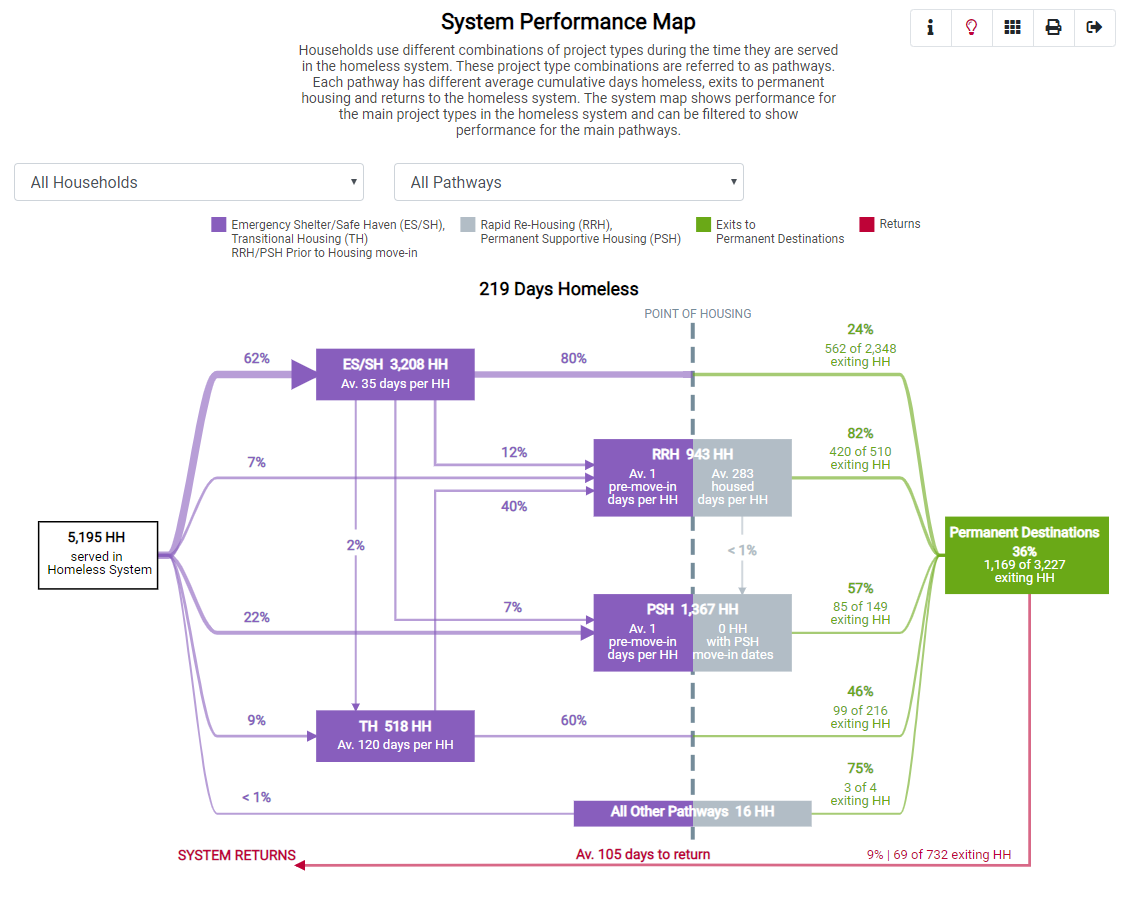 System Performance Map
Households use different combinations of project types during the time they are served
in the homeless system. These project type combinations are referred to as pathways.
Each pathway has different average cumulative days homeless, exits to permanent
housing and returns to the homeless system. The system map shows performance for
the main project types in the homeless system and can be filtered to show
performance for the main pathways.
All Households
All Pathways
Emergency Shelter/Safe Haven (ES/SH),
Transitional Housing (TH)
RRH/PSH Prior to Housing move-in
Rapid Re-Housing (RRH),
Permanent Supportive Housing (PSH)
Exits to
Permanent Destinations
Returns
219 Days Homeless
POINT OF HOUSING
62%
ES/SH 3,208 HH
Av. 35 days per HH
80%
24%
562 of 2,348
exiting HH
7%
12%
40%
RRH 943 HH
Av. 1
pre-move-in
days per HH
Av. 283
housed
days per HH
82%
420 of 510
exiting HH
5,195 HH
served in
Homeless System
2%
< 1%
Permanent Destinations
36%
1,169 of 3,227
exiting HH
22%
7%
PSH 1,367 HH
Av. 1
pre-move-in
days per HH
0 HH
with PSH
move-in dates
57%
85 of 149
exiting HH
9%
TH 518 HH
Av. 120 days per HH
60%
46%
99 of 216
exiting HH
< 1%
All Other Pathways 16 HH
75%
3 of 4
exiting HH
SYSTEM RETURNS
Av. 105 days to return
9% | 69 of 732 exiting HH